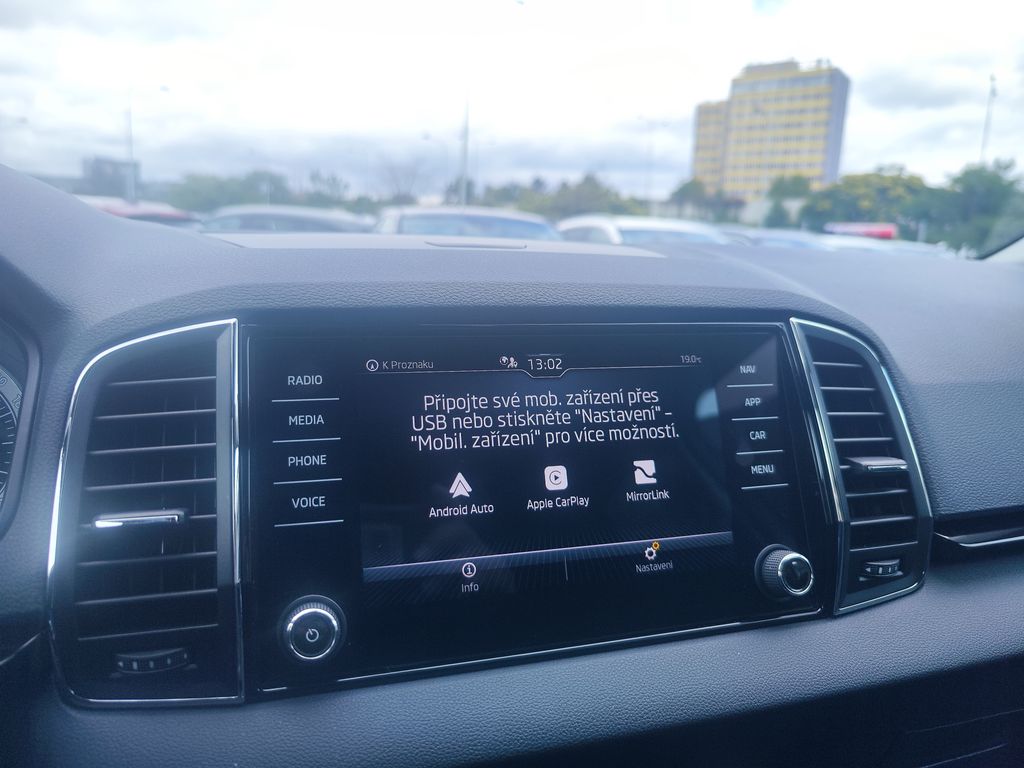 K Proznaku
13:02
19.0°C
RADIO
MEDIA
PHONE
VOICE
NAV
APP
CAR
MENU
Připojte své mob. zařízení přes
USB nebo stiskněte "Nastavení" –
"Mobil. zařízení" pro více možností.
Android Auto
Apple CarPlay
MirrorLink
Info
Nastavení